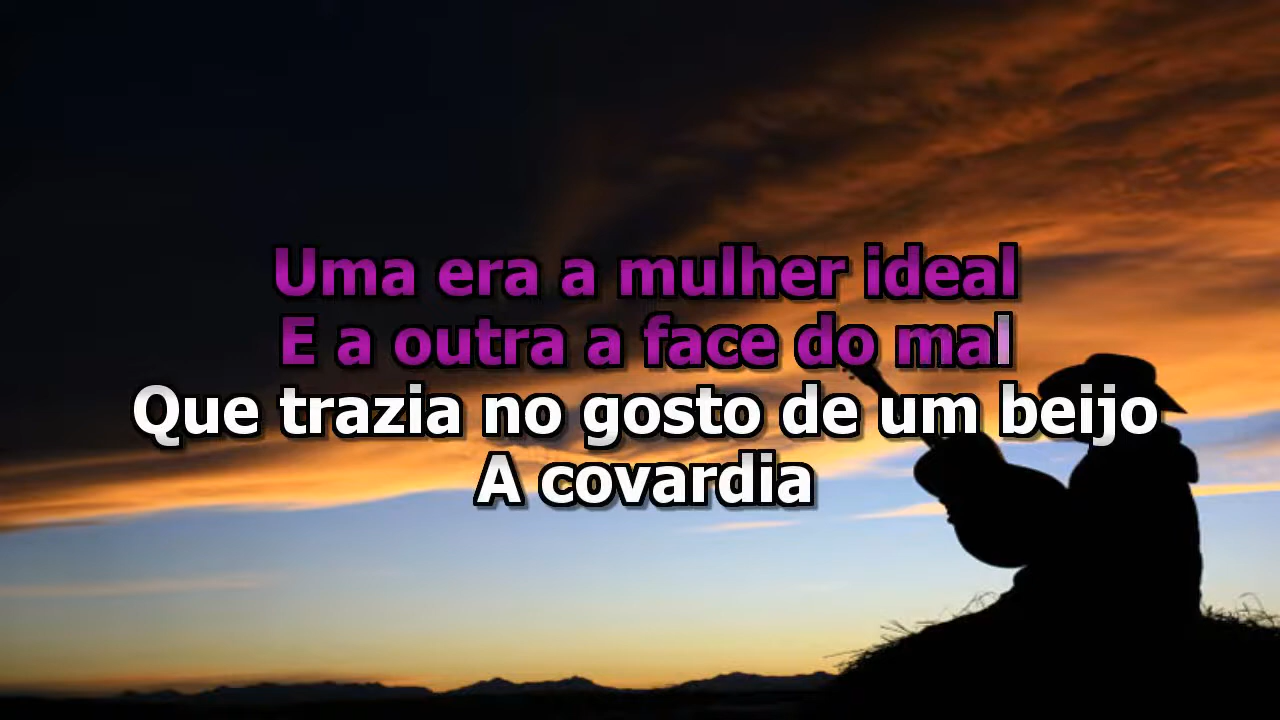 Uma era a mulher ideal
E a outra a face do mal
Que trazia no gosto de um beijo
A covardia